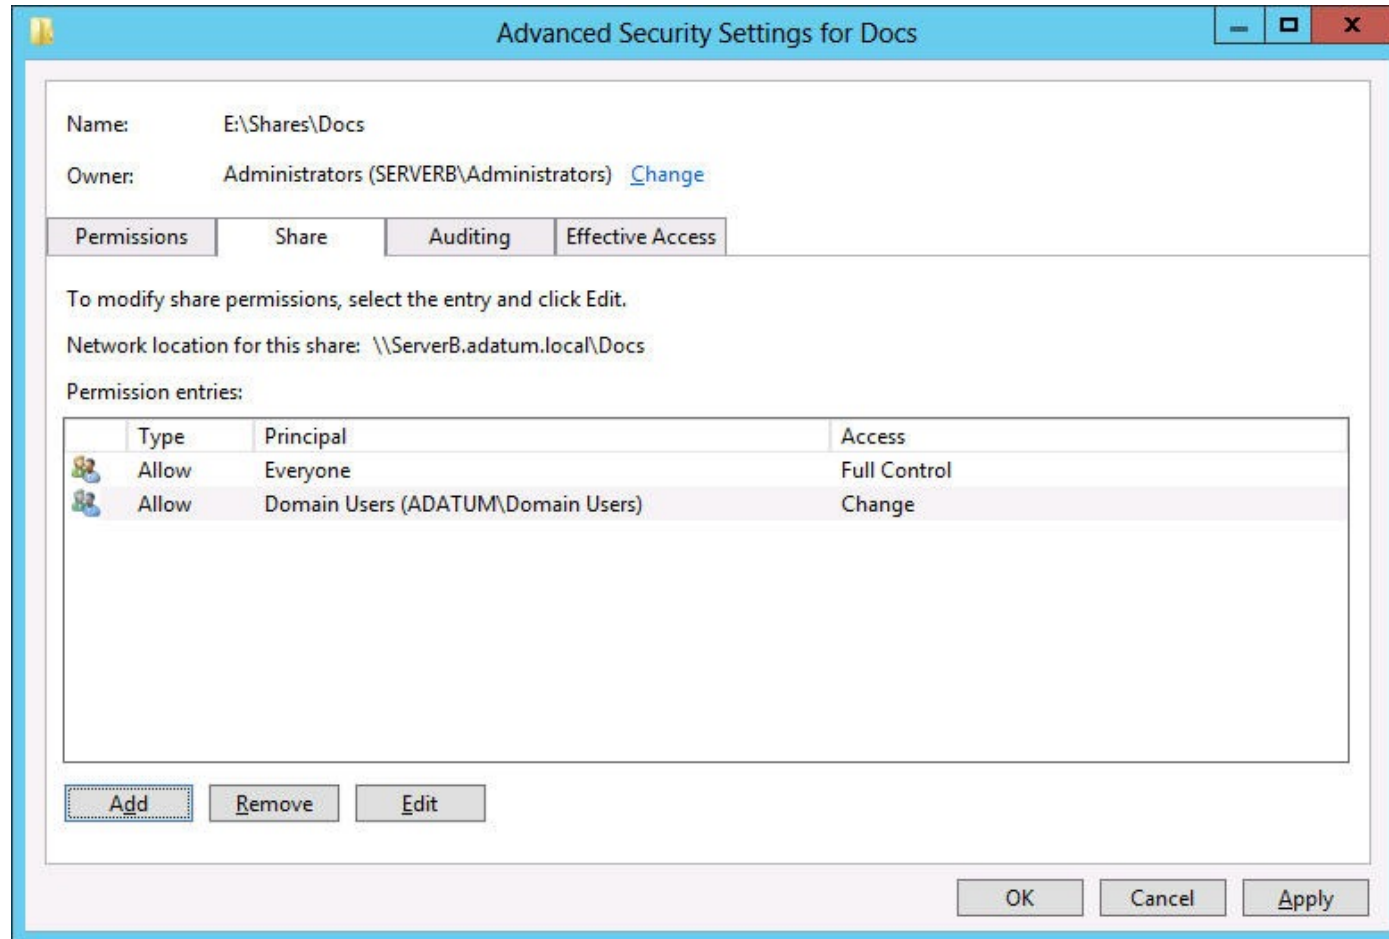 Advanced Security Settings for Docs
Name: E:\Shares\Docs
Owner: Administrators (SERVERB\Administrators) Change
Permissions Share Auditing Effective Access
To modify share permissions, select the entry and click Edit.
Network location for this share: \\ServerB.adatum.local\Docs
Permission entries:
Type Principal Access
Allow Everyone Full Control
Allow Domain Users (ADATUM\Domain Users) Change
Add Remove Edit
OK Cancel Apply